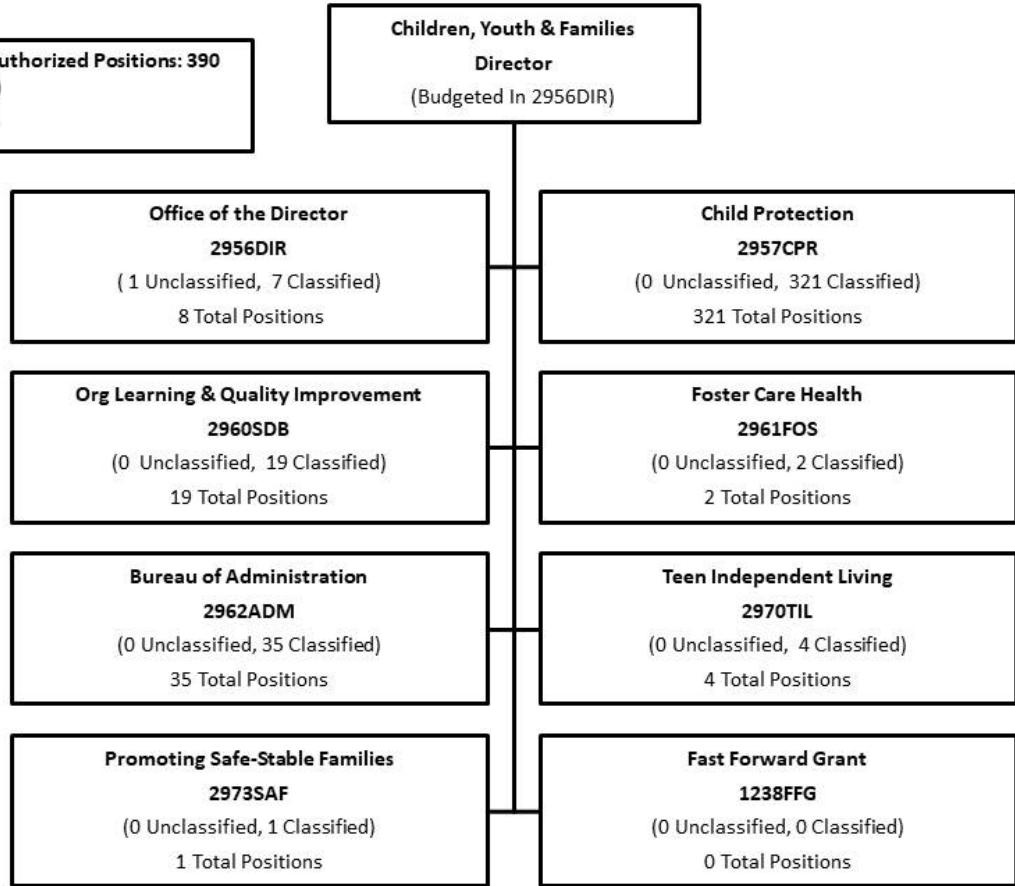 Children, Youth & Families
Director
(Budgeted In 2956DIR)
Positions: 390
Office of the Director
2956DIR
( 1 Unclassified, 7 Classified)
8 Total Positions
Child Protection
2957CPR
(0 Unclassified, 321 Classified)
321 Total Positions
Org Learning & Quality Improvement
2960SDB
(0 Unclassified, 19 Classified)
19 Total Positions
Foster Care Health
2961FOS
(0 Unclassified, 2 Classified)
2 Total Positions
Bureau of Administration
2962ADM
(0 Unclassified, 35 Classified)
35 Total Positions
Teen Independent Living
2970TIL
(0 Unclassified, 4 Classified)
4 Total Positions
Promoting Safe-Stable Families
2973SAF
(0 Unclassified, 1 Classified)
1 Total Positions
Fast Forward Grant
1238FFG
(0 Unclassified, 0 Classified)
0 Total Positions